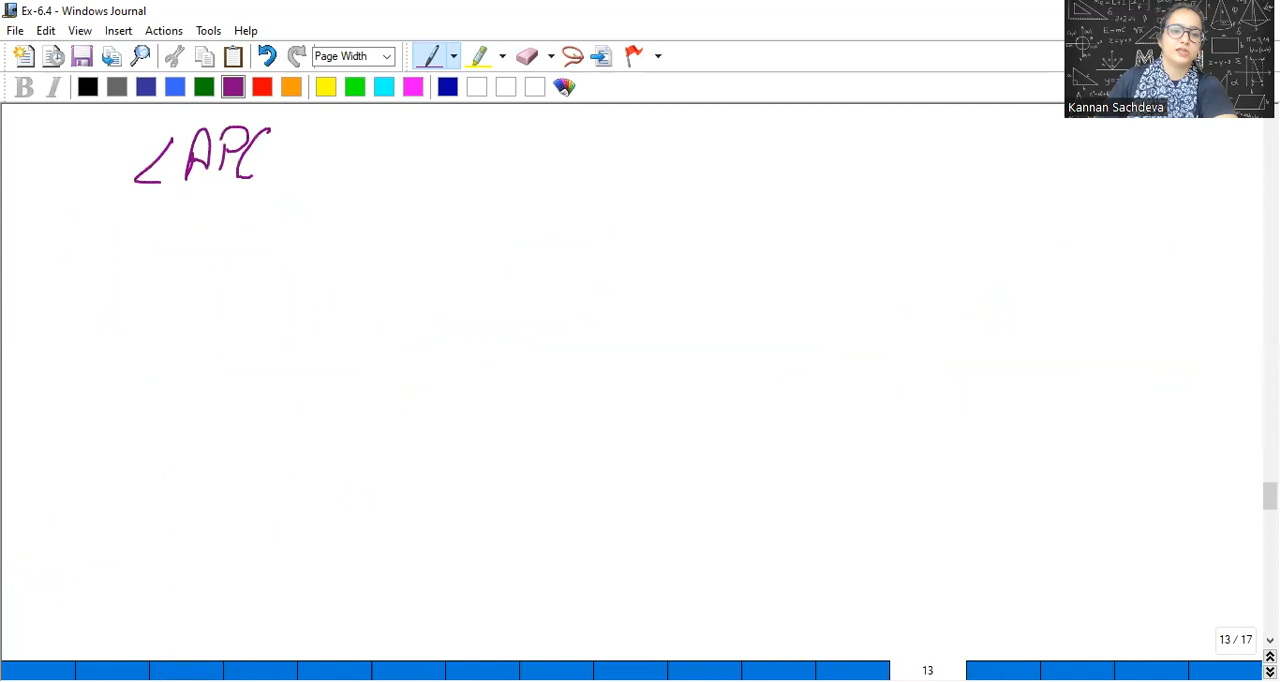 Ex-6.4 - Windows Journal
File Edit View Insert Actions Tools Help
Page Width
B I
Kannan Sachdeva
∠APC
13 / 17
13